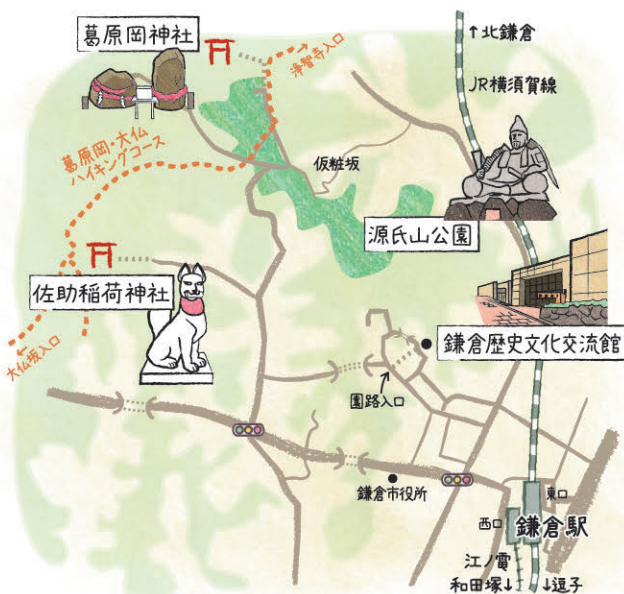 葛原岡神社
浄智寺入口
↑北鎌倉
JR横須賀線
葛原岡・大仏
ハイキングコース
仮粧坂
源氏山公園
佐助稲荷神社
大仏坂入口
鎌倉歴史文化交流館
園路入口
鎌倉市役所
東口
西口
鎌倉駅
江ノ電
和田塚↓
↓逗子